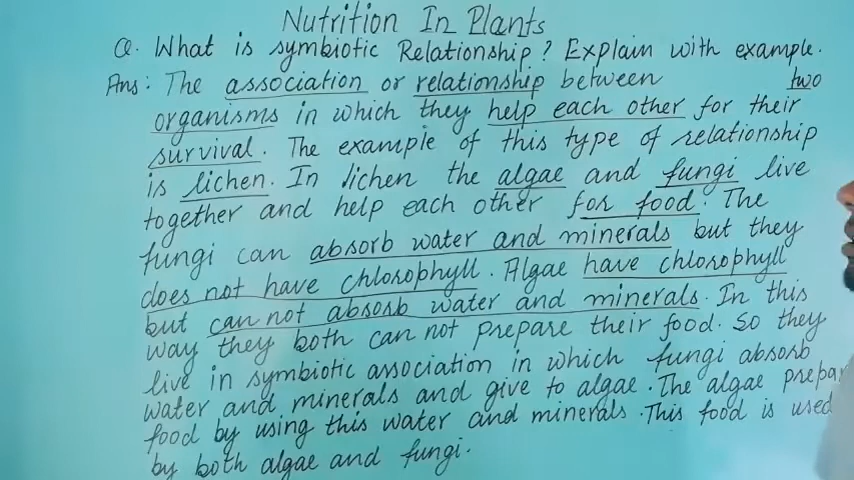 Nutrition In Plants
Q. What is symbiotic Relationship? Explain with example.
Ans: The association or relationship between two
organisms in which they help each other for their
survival. The example of this type of relationship
is lichen. In lichen the algae and fungi live
together and help each other for food. The
fungi can absorb water and minerals but they
does not have chlorophyll. Algae have chlorophyll
but can not absorb water and minerals. In this
way they both can not prepare their food. So they
live in symbiotic association in which fungi absorb
water and minerals and give to algae. The algae prepar
food by using this water and minerals. This food is used
by both algae and fungi.